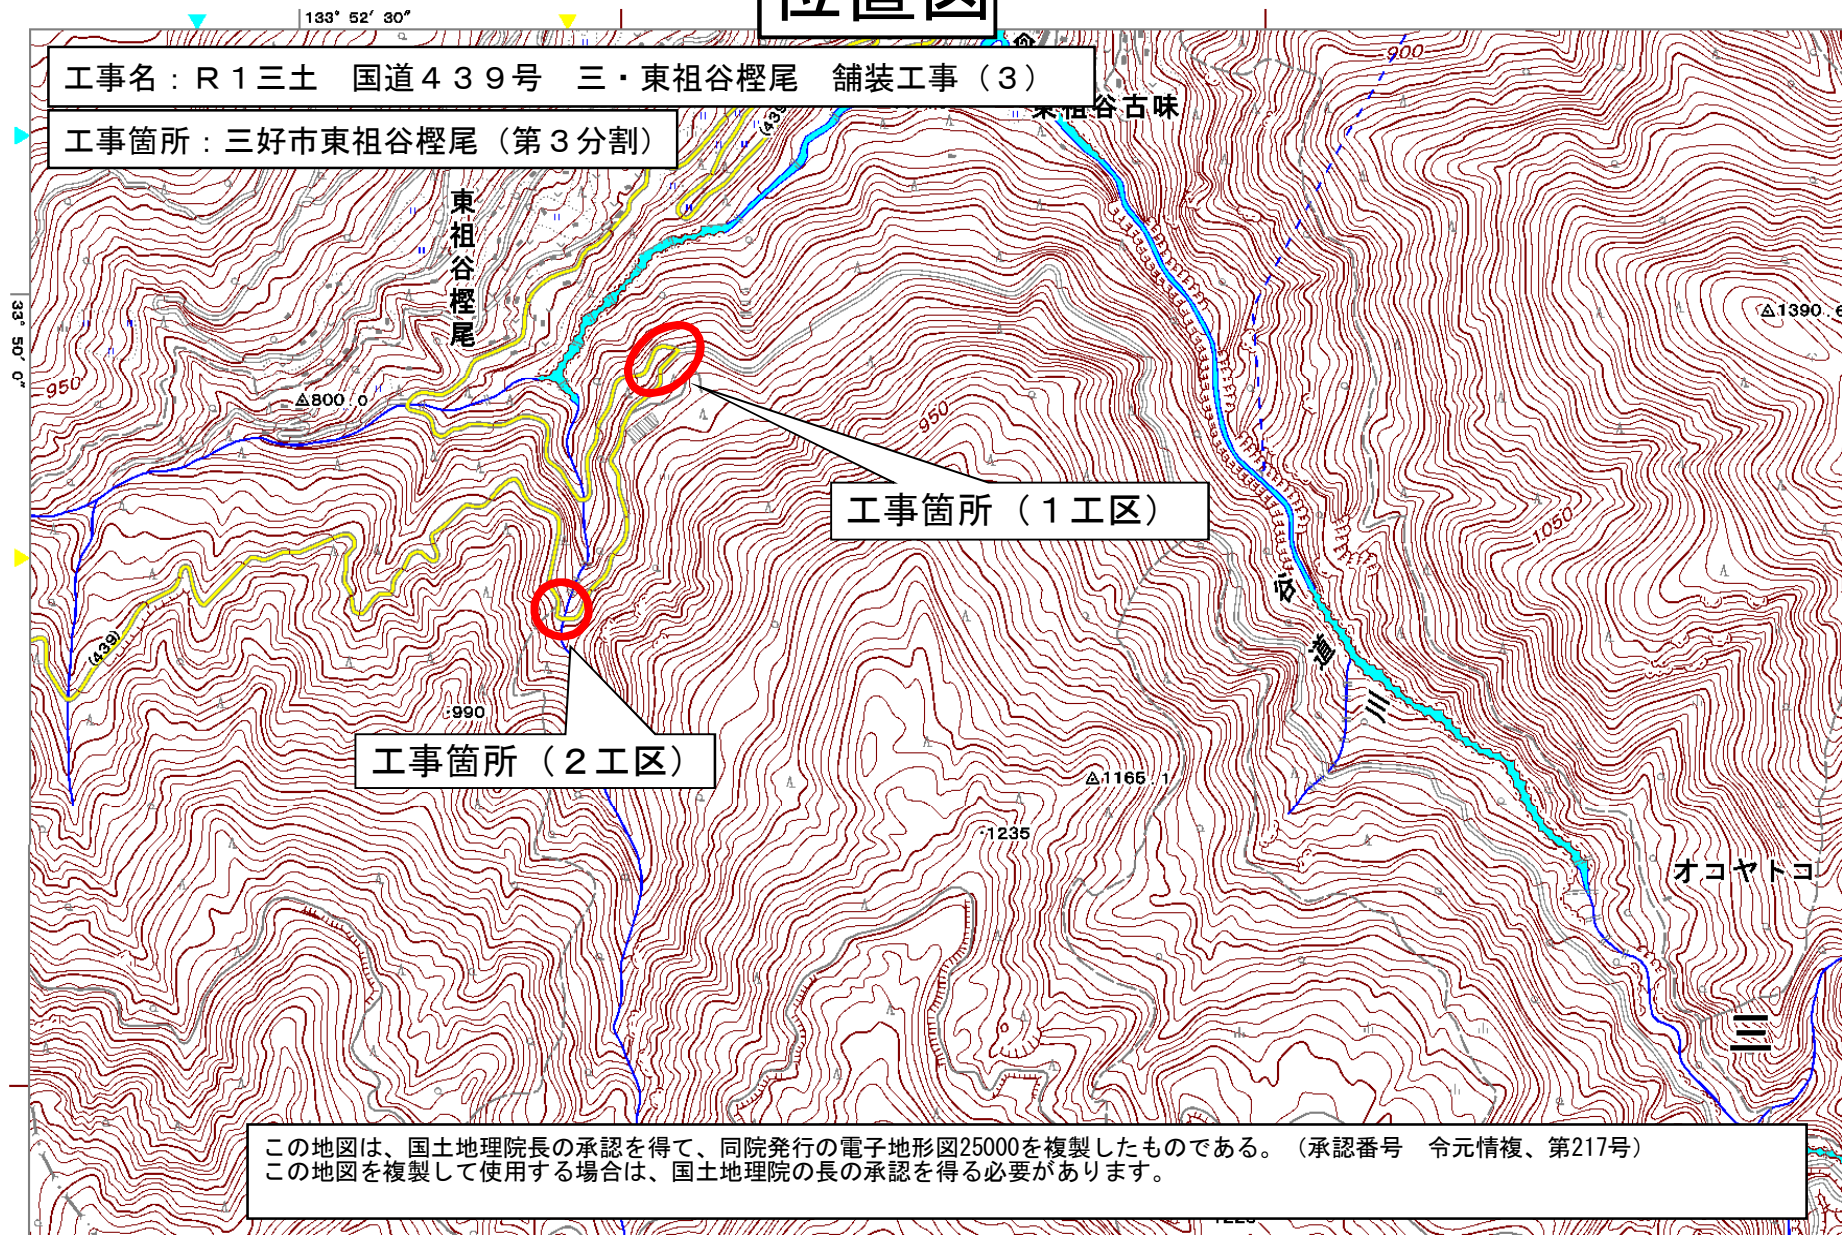 位置図
133° 52′ 30″
工事名：Ｒ１三土　国道４３９号　三・東祖谷樫尾　舗装工事（３）
工事箇所：三好市東祖谷樫尾（第３分割）
(439)
900
東祖谷古味
東祖谷樫尾
33° 50′ 0″
△1390.6
950
△800.0
950
工事箇所（１工区）
1050
谷道川
(439)
・990
工事箇所（２工区）
△1165.1
・1235
オコヤトコ
三
この地図は、国土地理院長の承認を得て、同院発行の電子地形図25000を複製したものである。（承認番号　令元情複、第217号）
この地図を複製して使用する場合は、国土地理院の長の承認を得る必要があります。